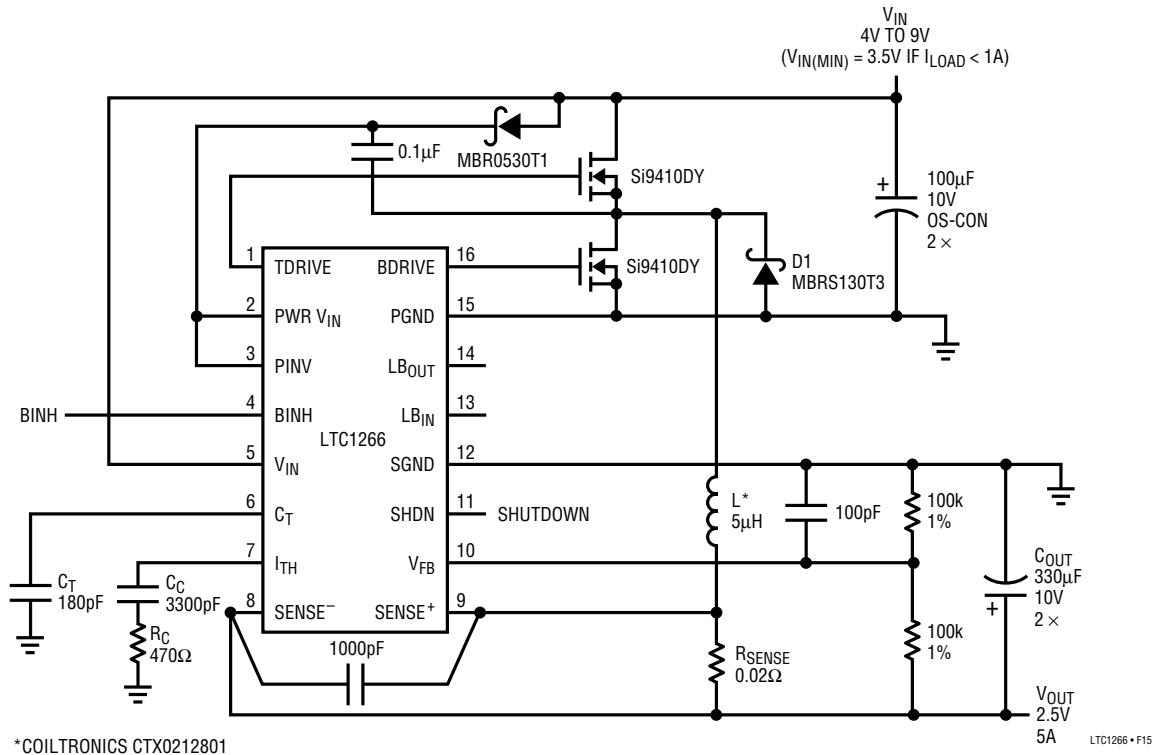 V_IN
4V TO 9V
(V_IN(MIN) = 3.5V IF I_LOAD < 1A)
0.1µF
MBR0530T1
Si9410DY
+
100µF
10V
OS-CON
2 ×
Si9410DY
D1
MBRS130T3
1
TDRIVE
BDRIVE
16
2
PWR V_IN
PGND
15
3
PINV
LB_OUT
14
BINH
4
BINH
LB_IN
13
LTC1266
5
V_IN
SGND
12
6
C_T
SHDN
11
SHUTDOWN
7
I_TH
V_FB
10
8
SENSE⁻
SENSE⁺
9
L*
5µH
100pF
100k
1%
C_OUT
330µF
10V
2 ×
+
100k
1%
C_T
180pF
C_C
3300pF
R_C
470Ω
1000pF
R_SENSE
0.02Ω
V_OUT
2.5V
5A
*COILTRONICS CTX0212801
LTC1266 • F15